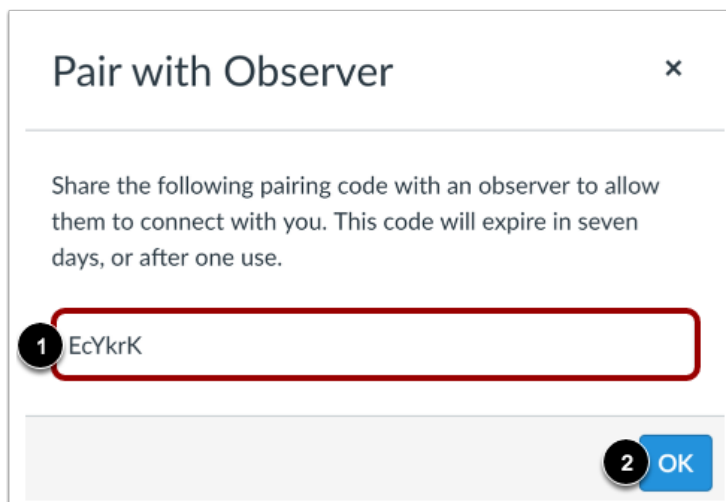 Pair with Observer ×
Share the following pairing code with an observer to allow
them to connect with you. This code will expire in seven
days, or after one use.
1 EcYkrK
2 OK